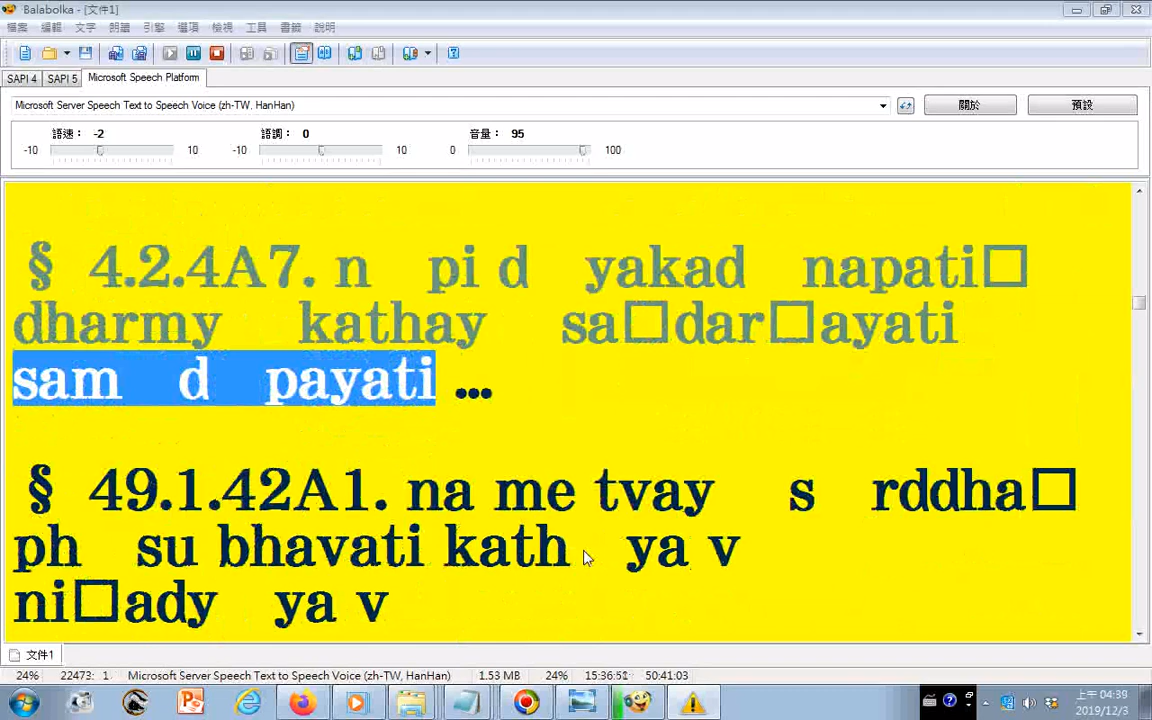 Balabolka - [文件1]
檔案 編輯 文字 朗讀 引擎 選項 檢視 工具 書籤 說明
SAPI 4 SAPI 5 Microsoft Speech Platform
Microsoft Server Speech Text to Speech Voice (zh-TW, HanHan) 關於 預設
語速： -2 語調： 0 音量： 95
-10 10 -10 10 0 100
§ 4.2.4A7. n pi d yakad napati□
dharmy kathay sa□dar□ayati
sam d payati ...
§ 49.1.42A1. na me tvay s rddha□
ph su bhavati kath ya v
ni□ady ya v
文件1
24% 22473: 1 Microsoft Server Speech Text to Speech Voice (zh-TW, HanHan) 1.53 MB 24% 15:36:51 50:41:03
上午 04:39
2019/12/3